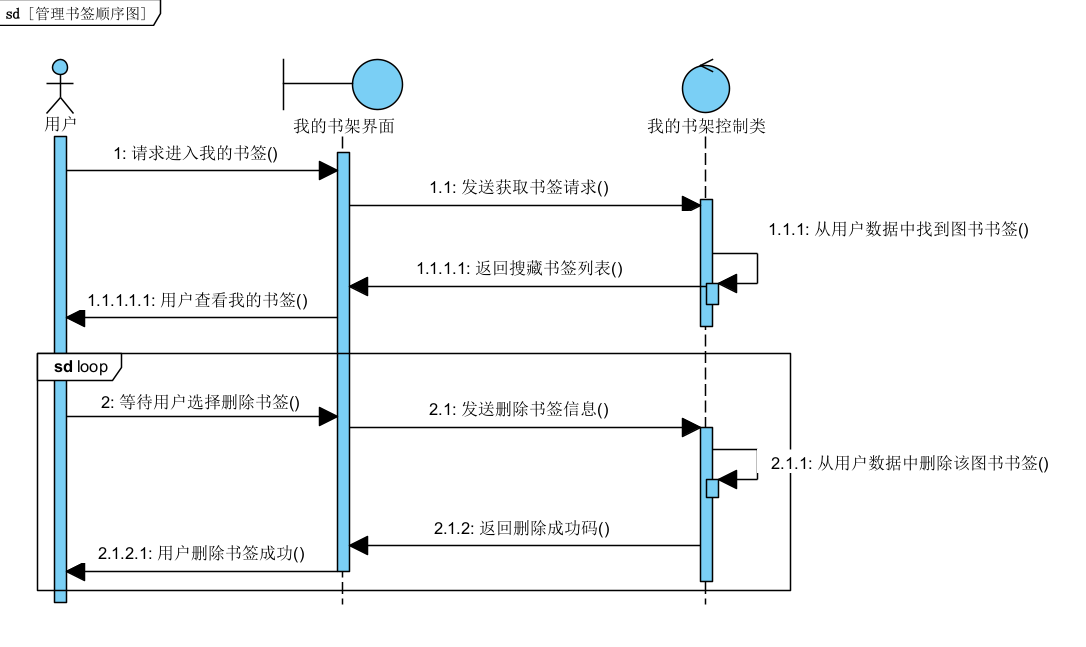 sd [管理书签顺序图]
用户
我的书架界面
我的书架控制类
1: 请求进入我的书签()
1.1: 发送获取书签请求()
1.1.1: 从用户数据中找到图书书签()
1.1.1.1: 返回搜藏书签列表()
1.1.1.1.1: 用户查看我的书签()
sd loop
2: 等待用户选择删除书签()
2.1: 发送删除书签信息()
2.1.1: 从用户数据中删除该图书书签()
2.1.2: 返回删除成功码()
2.1.2.1: 用户删除书签成功()